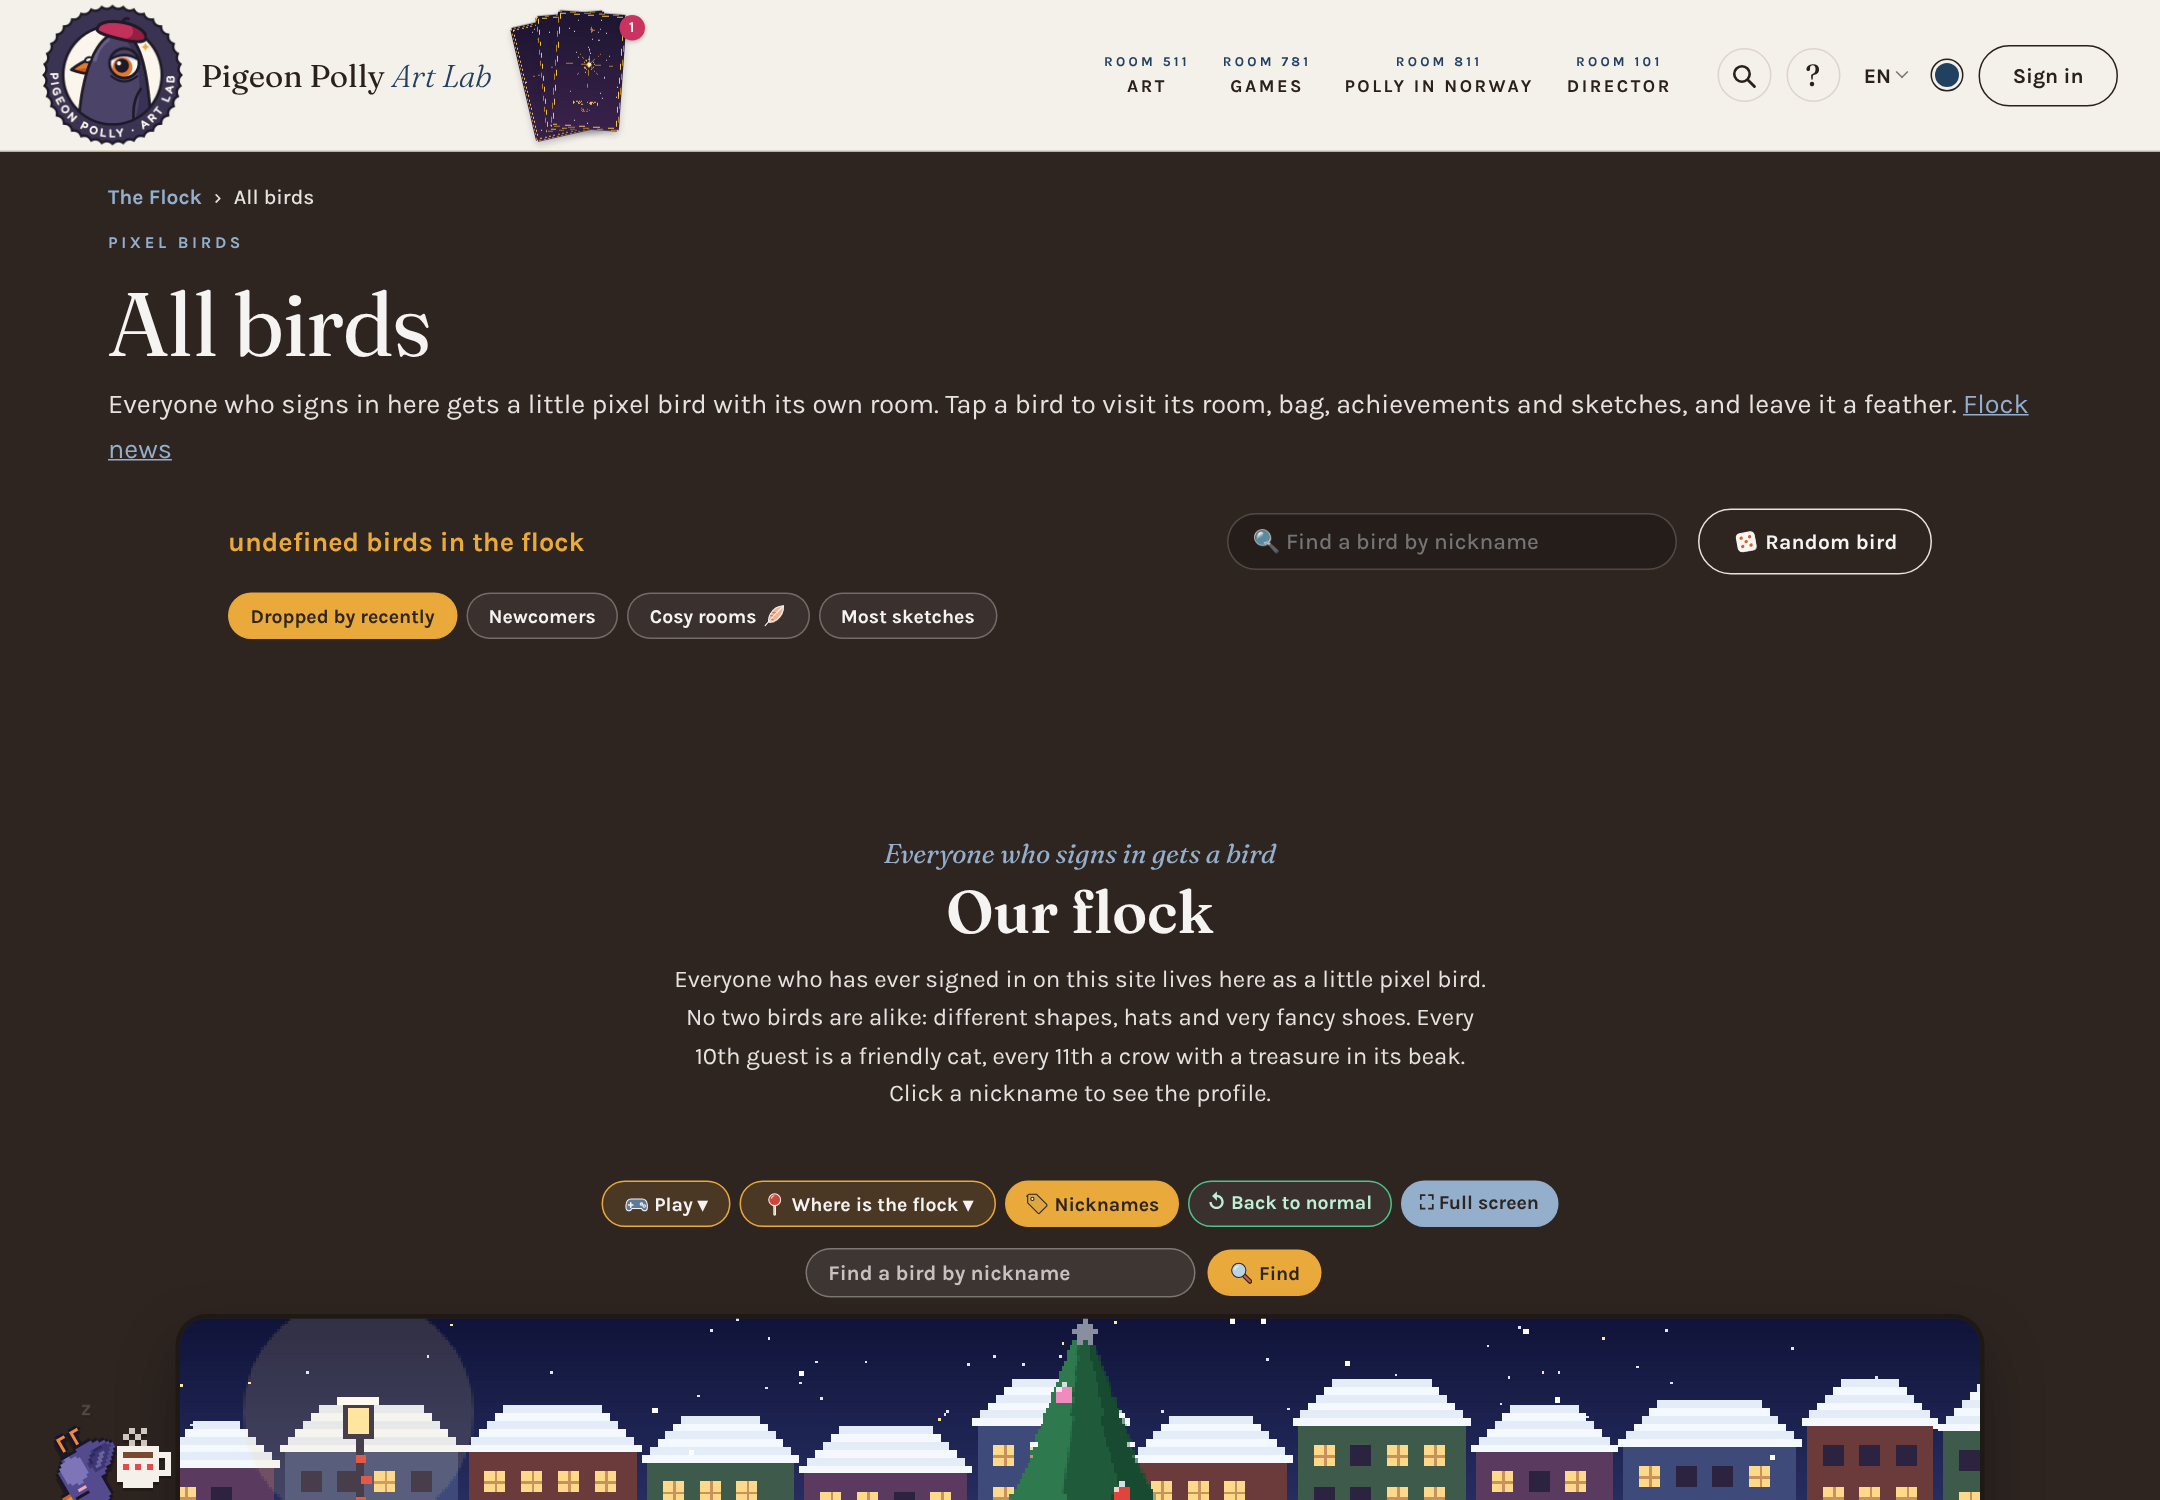 PIGEON POLLY · ART LAB
Pigeon Polly Art Lab
1
ROOM 511
ART
ROOM 781
GAMES
ROOM 811
POLLY IN NORWAY
ROOM 101
DIRECTOR
?
EN
Sign in
The Flock › All birds
PIXEL BIRDS
All birds
Everyone who signs in here gets a little pixel bird with its own room. Tap a bird to visit its room, bag, achievements and sketches, and leave it a feather. Flock
news
undefined birds in the flock
Find a bird by nickname
Random bird
Dropped by recently
Newcomers
Cosy rooms
Most sketches
Everyone who signs in gets a bird
Our flock
Everyone who has ever signed in on this site lives here as a little pixel bird.
No two birds are alike: different shapes, hats and very fancy shoes. Every
10th guest is a friendly cat, every 11th a crow with a treasure in its beak.
Click a nickname to see the profile.
Play ▾
Where is the flock ▾
Nicknames
Back to normal
Full screen
Find a bird by nickname
Find
z